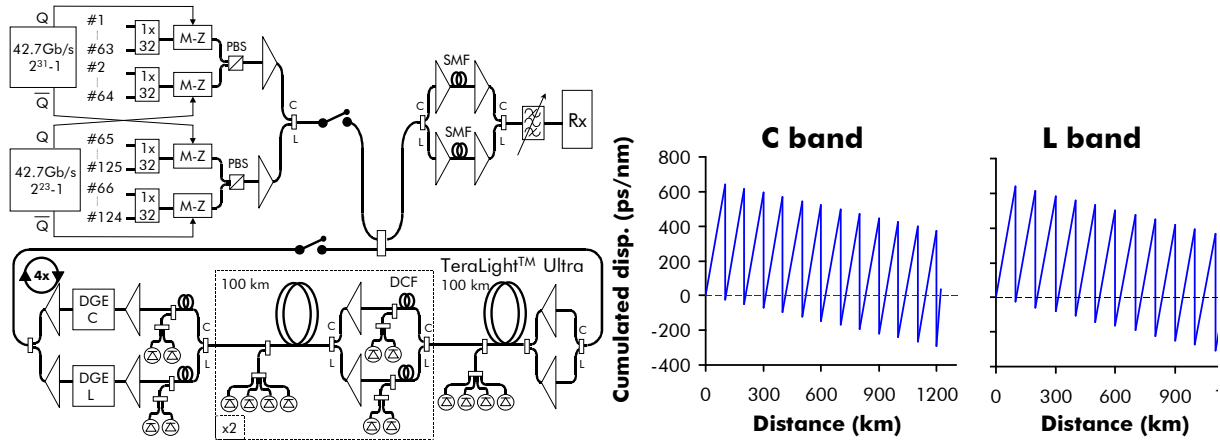 Q
42.7Gb/s
2³¹-1
Q̅
#1
#63
#2
#64
1x
32
1x
32
M-Z
M-Z
PBS
Q
42.7Gb/s
2²³-1
Q̅
#65
#125
#66
#124
1x
32
1x
32
M-Z
M-Z
PBS
C
L
C
L
SMF
SMF
C
L
Rx
4x
DGE
C
DGE
L
C
L
100 km
C
L
DCF
C
L
x2
TeraLight™ Ultra
100 km
C
L
C band
Cumulated disp. (ps/nm)
800
600
400
200
0
-200
-400
0 300 600 900 1200
Distance (km)
L band
0 300 600 900
Distance (km)